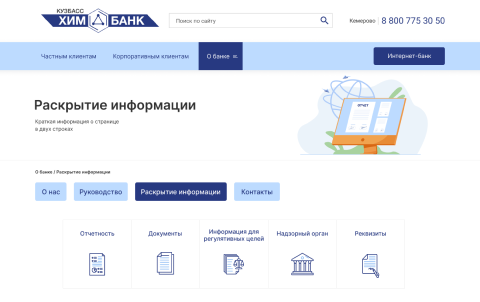 КУЗБАСС
ХИМ БАНК
Поиск по сайту
Кемерово
8 800 775 30 50
Частным клиентам
Корпоративным клиентам
О банке
Интернет-банк
Раскрытие информации
Краткая информация о странице
в двух строках
ОТЧЕТ
О банке / Раскрытие информации
О нас
Руководство
Раскрытие информации
Контакты
Отчетность
Документы
Информация для
регулятивных целей
Надзорный орган
Реквизиты